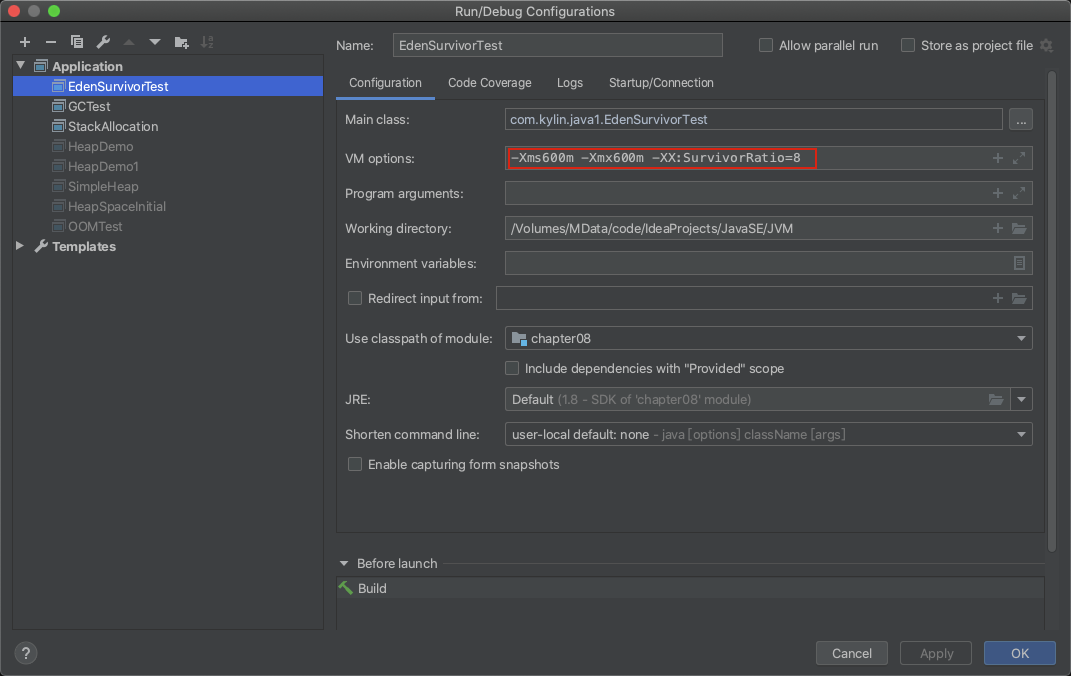 Run/Debug Configurations
Name: EdenSurvivorTest
Allow parallel run
Store as project file
Application
EdenSurvivorTest
GCTest
StackAllocation
HeapDemo
HeapDemo1
SimpleHeap
HeapSpaceInitial
OOMTest
Templates
Configuration Code Coverage Logs Startup/Connection
Main class: com.kylin.java1.EdenSurvivorTest ...
VM options: -Xms600m -Xmx600m -XX:SurvivorRatio=8
Program arguments:
Working directory: /Volumes/MData/code/IdeaProjects/JavaSE/JVM
Environment variables:
Redirect input from:
Use classpath of module: chapter08
Include dependencies with "Provided" scope
JRE: Default (1.8 - SDK of 'chapter08' module)
Shorten command line: user-local default: none - java [options] className [args]
Enable capturing form snapshots
Before launch
Build
? Cancel Apply OK